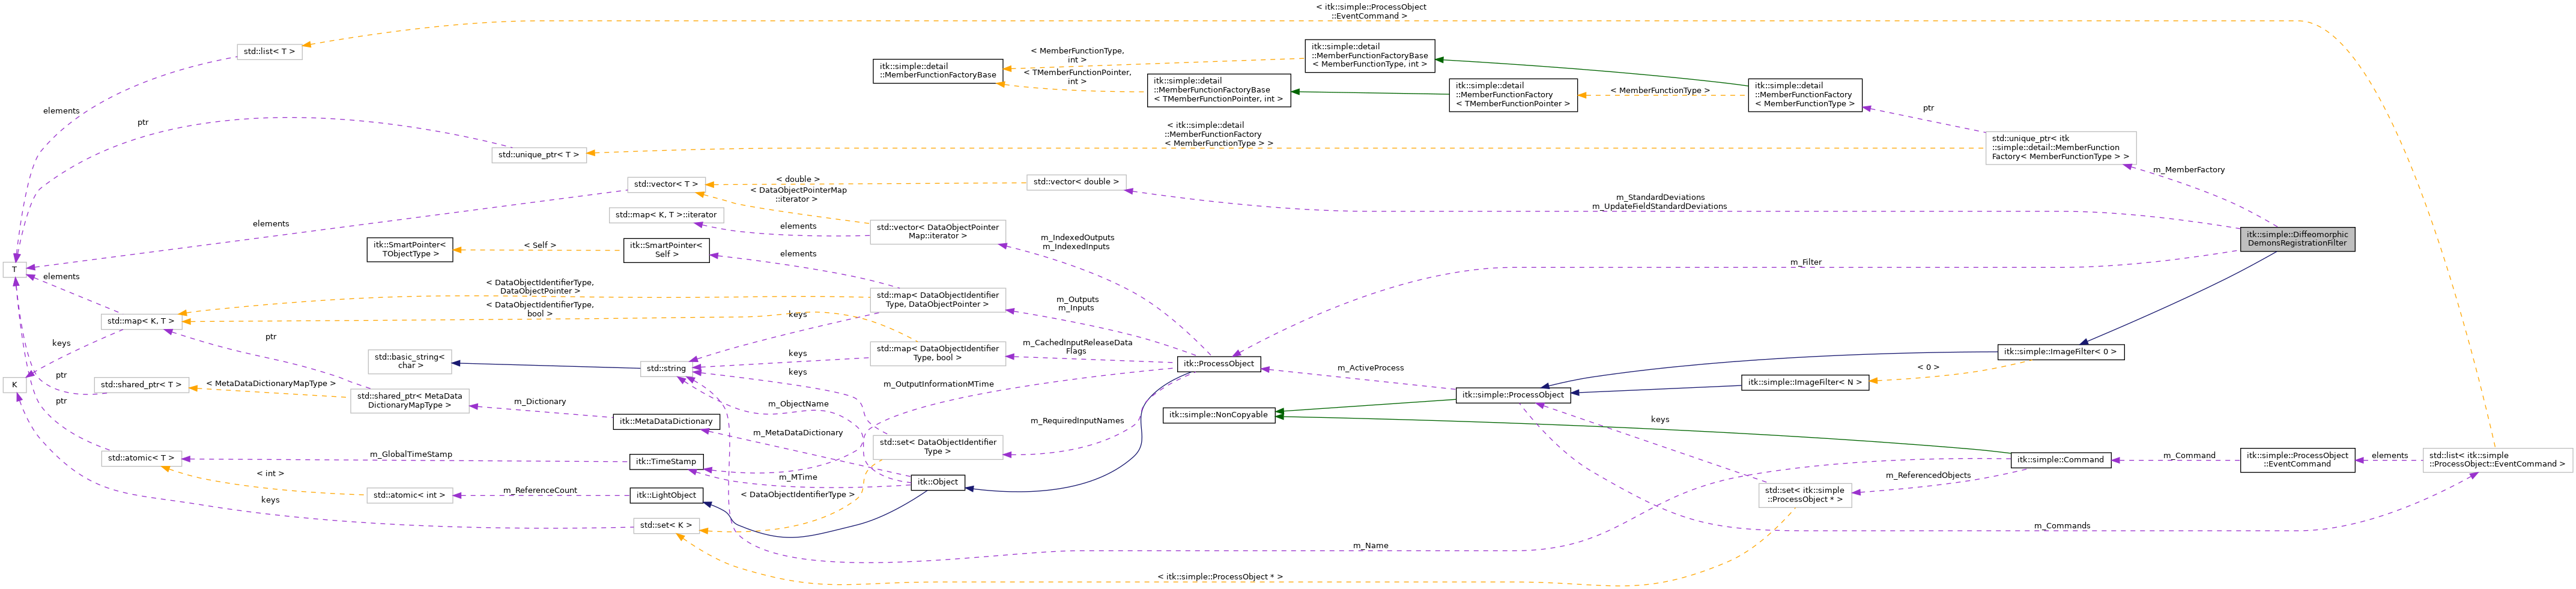 < itk::simple::ProcessObject
::EventCommand >
std::list< T >
itk::simple::detail
::MemberFunctionFactoryBase
< MemberFunctionType, int >
< MemberFunctionType,
int >
itk::simple::detail
::MemberFunctionFactoryBase
< TMemberFunctionPointer,
int >
itk::simple::detail
::MemberFunctionFactoryBase
< TMemberFunctionPointer, int >
itk::simple::detail
::MemberFunctionFactory
< TMemberFunctionPointer >
< MemberFunctionType >
itk::simple::detail
::MemberFunctionFactory
< MemberFunctionType >
elements
ptr
ptr
< itk::simple::detail
::MemberFunctionFactory
< MemberFunctionType > >
std::unique_ptr< T >
std::unique_ptr< itk
::simple::detail::MemberFunction
Factory< MemberFunctionType > >
m_MemberFactory
std::vector< T >
< double >
std::vector< double >
< DataObjectPointerMap
::iterator >
m_StandardDeviations
m_UpdateFieldStandardDeviations
std::map< K, T >::iterator
elements
elements
std::vector< DataObjectPointer
Map::iterator >
m_IndexedOutputs
m_IndexedInputs
itk::simple::Diffeomorphic
DemonsRegistrationFilter
itk::SmartPointer<
TObjectType >
< Self >
itk::SmartPointer<
Self >
elements
m_Filter
T
elements
< DataObjectIdentifierType,
DataObjectPointer >
std::map< DataObjectIdentifier
Type, DataObjectPointer >
m_Outputs
m_Inputs
< DataObjectIdentifierType,
bool >
keys
std::map< K, T >
keys
ptr
std::basic_string<
char >
std::string
keys
keys
std::map< DataObjectIdentifier
Type, bool >
m_CachedInputReleaseData
Flags
itk::ProcessObject
m_ActiveProcess
itk::simple::ImageFilter< 0 >
< 0 >
itk::simple::ImageFilter< N >
K
ptr
std::shared_ptr< T >
< MetaDataDictionaryMapType >
std::shared_ptr< MetaData
DictionaryMapType >
m_Dictionary
m_OutputInformationMTime
m_ObjectName
itk::simple::ProcessObject
ptr
itk::MetaDataDictionary
m_MetaDataDictionary
m_RequiredInputNames
itk::simple::NonCopyable
keys
std::set< DataObjectIdentifier
Type >
std::atomic< T >
m_GlobalTimeStamp
itk::TimeStamp
m_MTime
itk::Object
itk::simple::Command
m_Command
itk::simple::ProcessObject
::EventCommand
elements
std::list< itk::simple
::ProcessObject::EventCommand >
< int >
m_ReferencedObjects
std::atomic< int >
m_ReferenceCount
itk::LightObject
< DataObjectIdentifierType >
std::set< itk::simple
::ProcessObject * >
keys
std::set< K >
m_Commands
m_Name
< itk::simple::ProcessObject * >